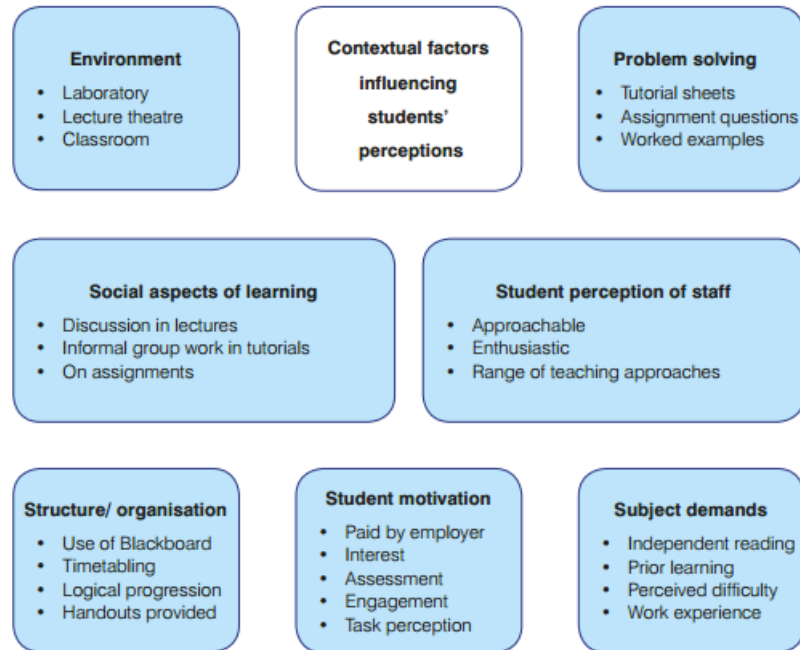 Environment
• Laboratory
• Lecture theatre
• Classroom
Contextual factors
influencing
students’
perceptions
Problem solving
• Tutorial sheets
• Assignment questions
• Worked examples
Social aspects of learning
• Discussion in lectures
• Informal group work in tutorials
• On assignments
Student perception of staff
• Approachable
• Enthusiastic
• Range of teaching approaches
Structure/ organisation
• Use of Blackboard
• Timetabling
• Logical progression
• Handouts provided
Student motivation
• Paid by employer
• Interest
• Assessment
• Engagement
• Task perception
Subject demands
• Independent reading
• Prior learning
• Perceived difficulty
• Work experience